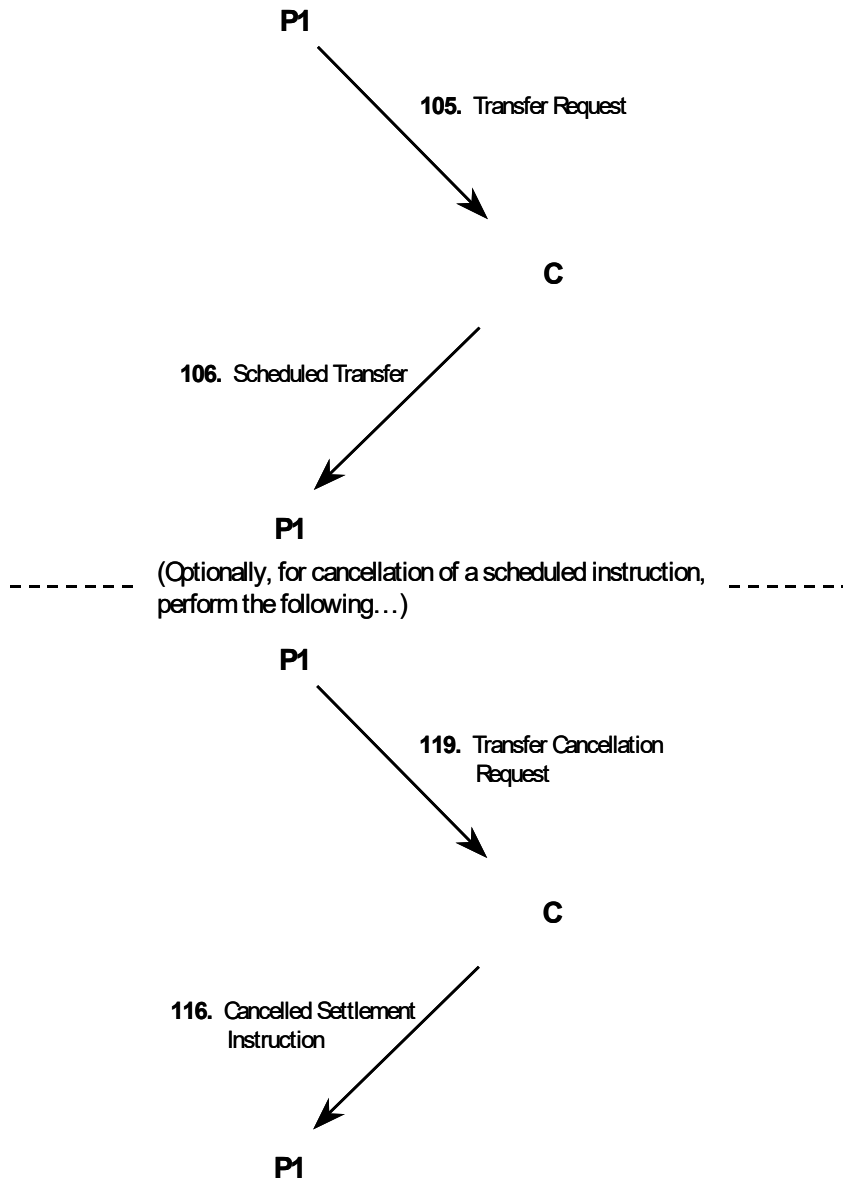 P1
105. Transfer Request
C
106. Scheduled Transfer
P1
(Optionally, for cancellation of a scheduled instruction,
perform the following…)
P1
119. Transfer Cancellation
Request
C
116. Cancelled Settlement
Instruction
P1